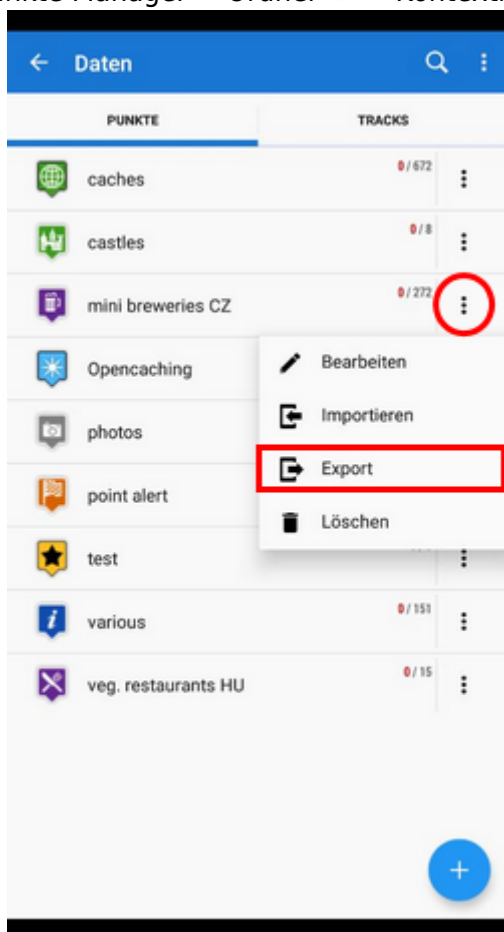 Daten
PUNKTE TRACKS
caches 0/672
castles 0/8
mini breweries CZ 0/272
Opencaching
Bearbeiten
photos
Importieren
point alert
Export
test
Löschen
various 0/151
veg. restaurants HU 0/15